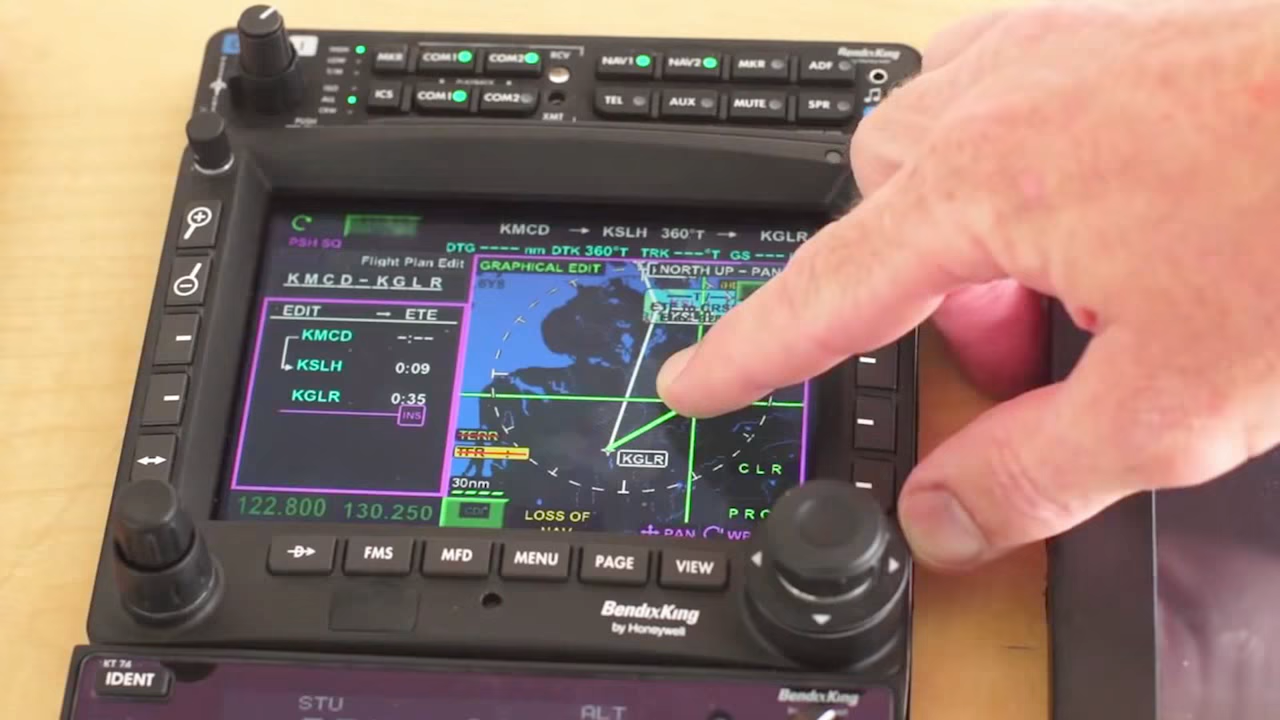 MKR COM1 COM2 RCV NAV1 NAV2 MKR ADF BendixKing
ICS COM1 COM2 XMT TEL AUX MUTE SPR
PUSH
KMCD → KSLH 360°T → KGLR
PSH SQ
DTG ---- nm DTK 360°T TRK ---°T GS ---
Flight Plan Edit
GRAPHICAL EDIT
NORTH UP - PAN
KMCD-KGLR
EDIT → ETE
KMCD -:--
KSLH 0:09
KGLR 0:35
INS
TERR
TFR
KGLR
CLR
30nm
122.800 130.250
LOSS OF
PAN
FMS MFD MENU PAGE VIEW
BendixKing
by Honeywell
KT 74
IDENT
STU
ALT
BendixKing